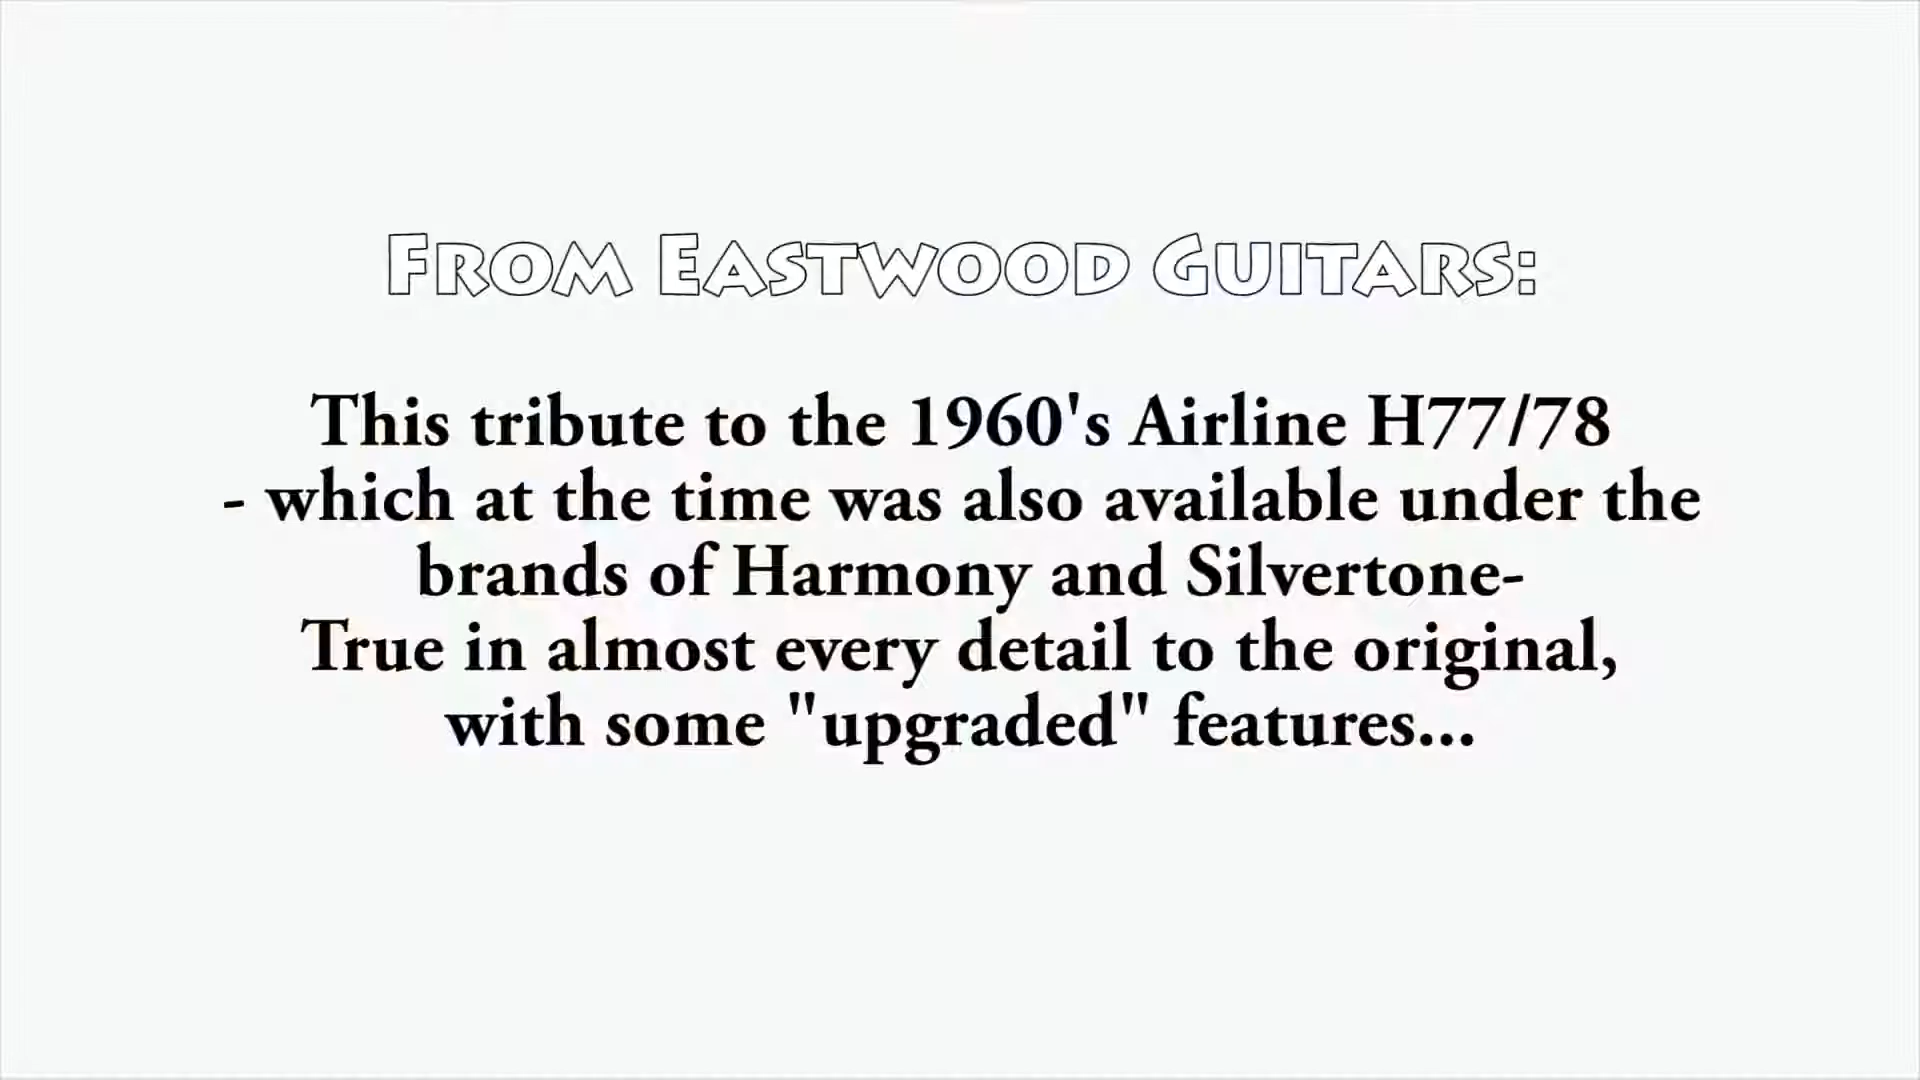 From Eastwood Guitars:
This tribute to the 1960's Airline H77/78
- which at the time was also available under the
brands of Harmony and Silvertone-
True in almost every detail to the original,
with some "upgraded" features...